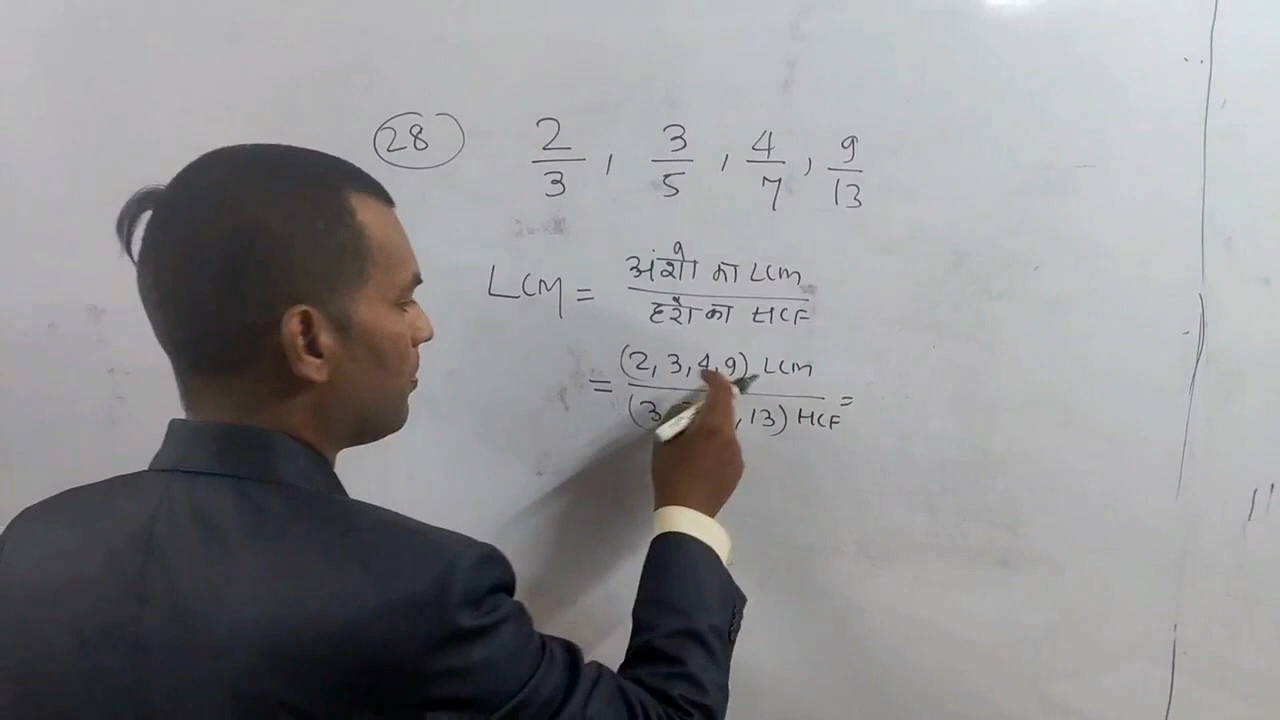 28 2/3 , 3/5 , 4/7 , 9/13
LCM = अंशो का LCM
हरो का HCF
= (2, 3, 4, 9) LCM
(3 , 13) HCF =